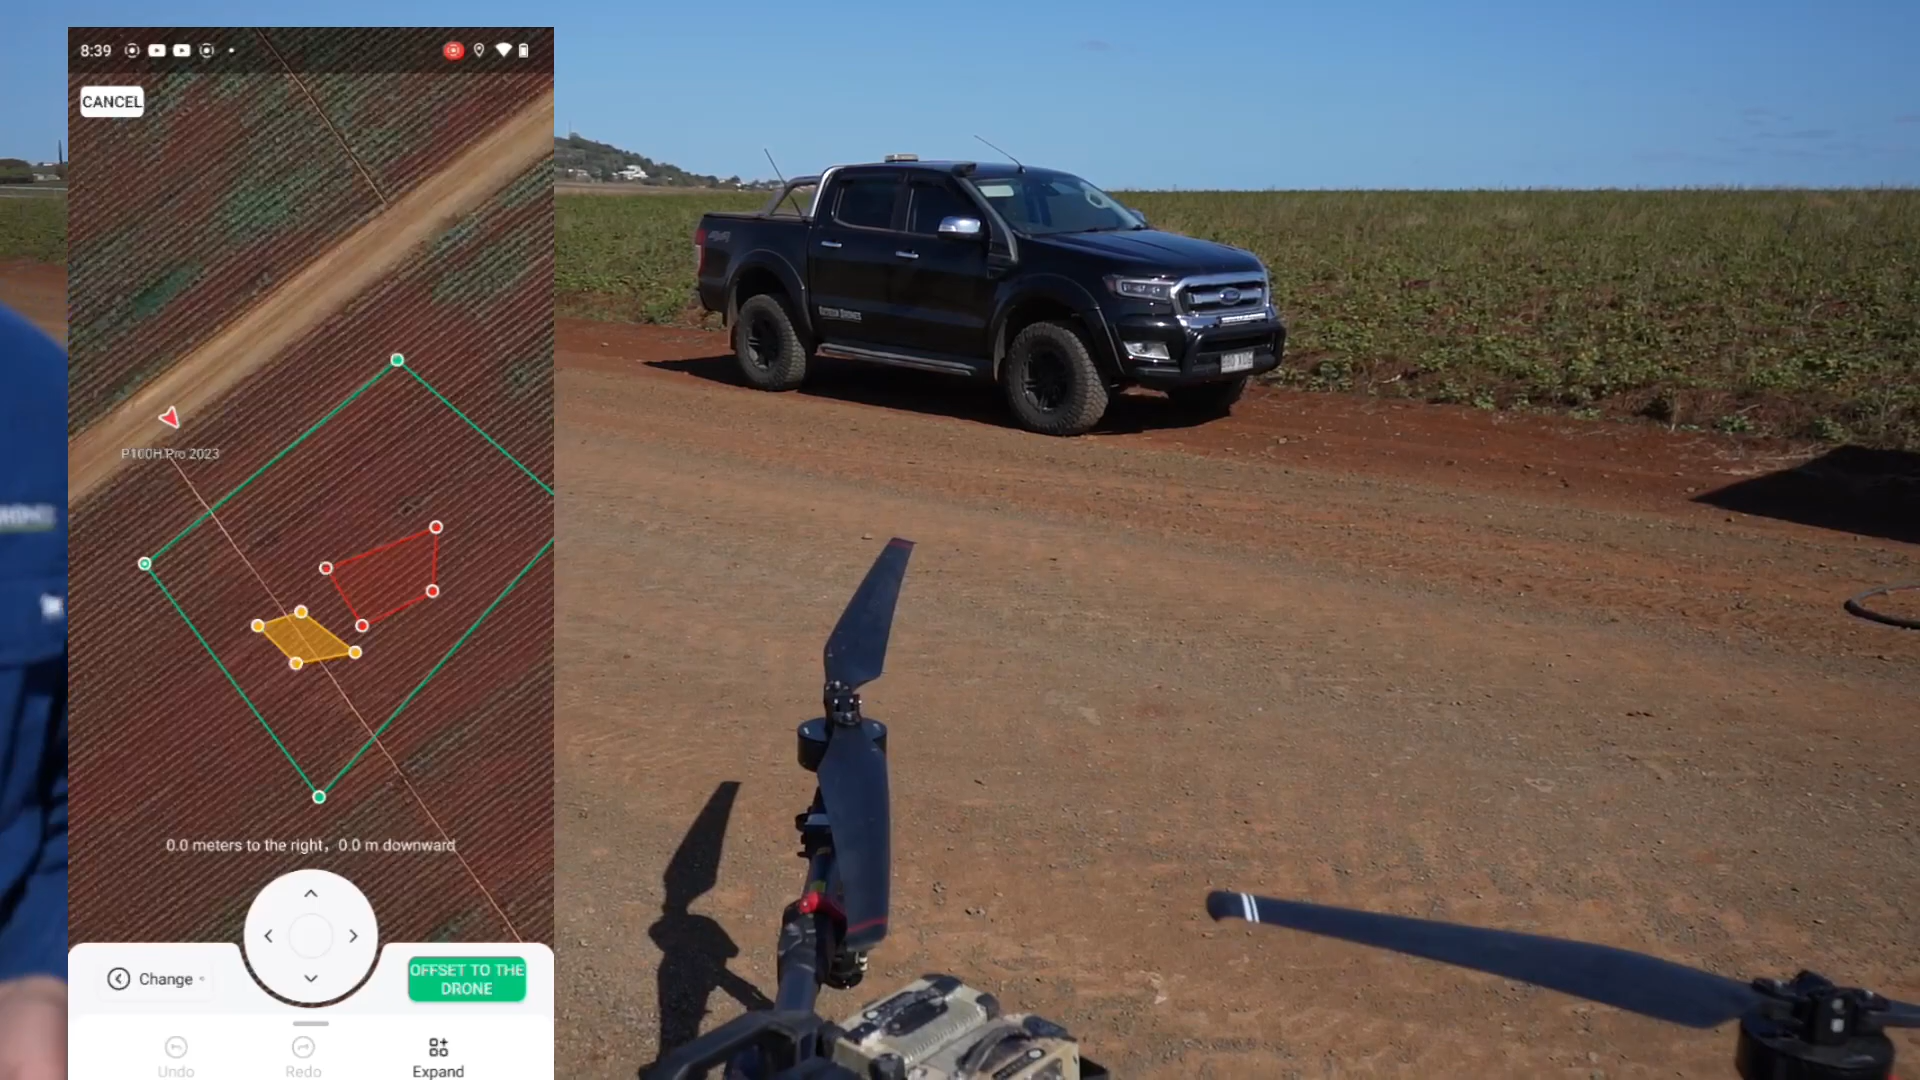 8:39
CANCEL
P100H Pro 2023
0.0 meters to the right，0.0 m downward
Change
OFFSET TO THE
DRONE
Undo
Redo
Expand
4x4